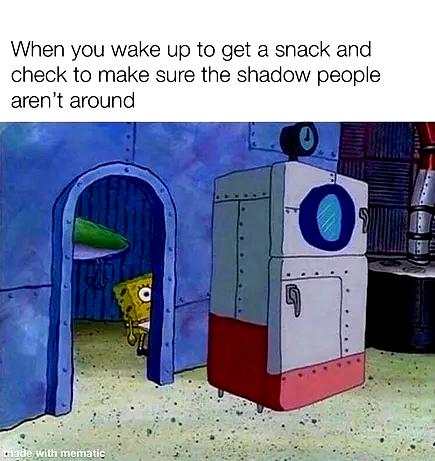 When you wake up to get a snack and
check to make sure the shadow people
aren't around
made with mematic